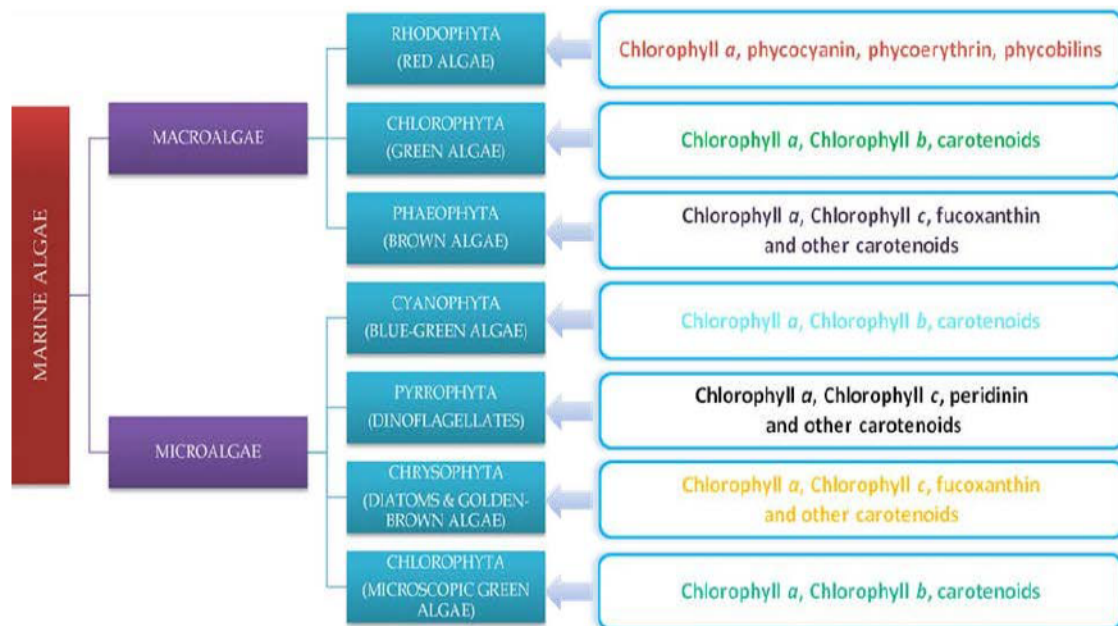 MARINE ALGAE
MACROALGAE
RHODOPHYTA
(RED ALGAE)
Chlorophyll a, phycocyanin, phycoerythrin, phycobilins
CHLOROPHYTA
(GREEN ALGAE)
Chlorophyll a, Chlorophyll b, carotenoids
PHAEOPHYTA
(BROWN ALGAE)
Chlorophyll a, Chlorophyll c, fucoxanthin
and other carotenoids
MICROALGAE
CYANOPHYTA
(BLUE-GREEN ALGAE)
Chlorophyll a, Chlorophyll b, carotenoids
PYRROPHYTA
(DINOFLAGELLATES)
Chlorophyll a, Chlorophyll c, peridinin
and other carotenoids
CHRYSOPHYTA
(DIATOMS & GOLDEN-
BROWN ALGAE)
Chlorophyll a, Chlorophyll c, fucoxanthin
and other carotenoids
CHLOROPHYTA
(MICROSCOPIC GREEN
ALGAE)
Chlorophyll a, Chlorophyll b, carotenoids